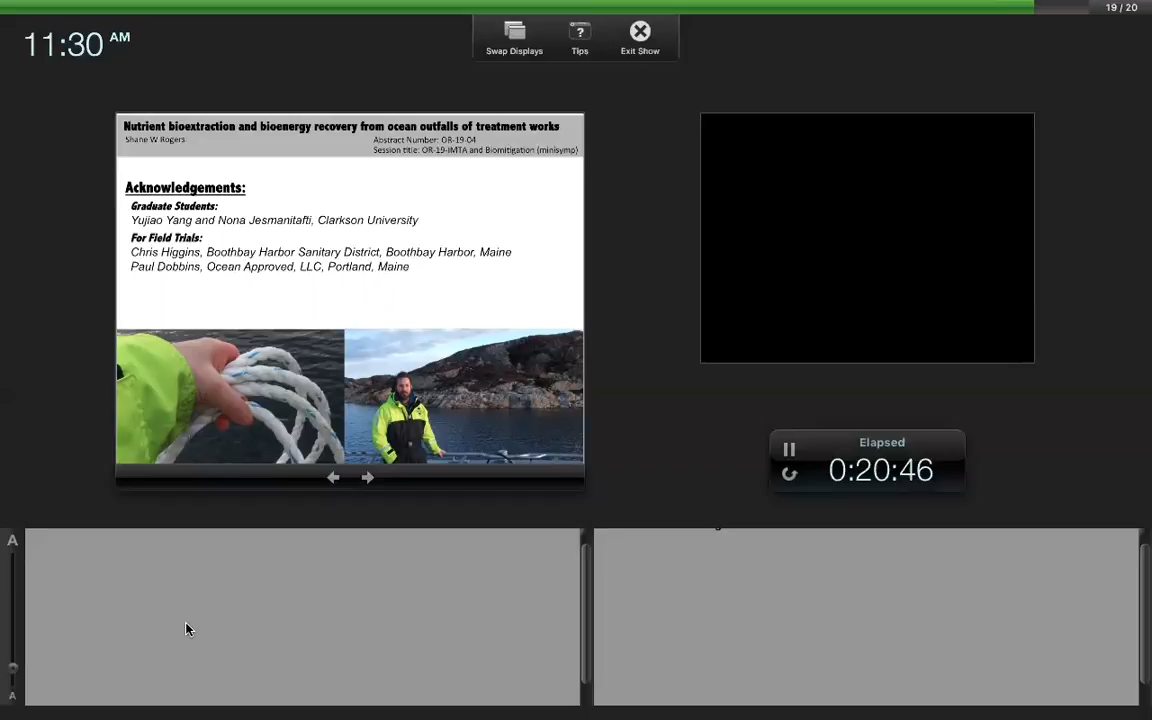 19 / 20
11:30 AM
Swap Displays
Tips
Exit Show
Nutrient bioextraction and bioenergy recovery from ocean outfalls of treatment works
Shane W Rogers
Abstract Number: OR-19-04
Session title: OR-19-IMTA and Biomitigation (minisymp)
Acknowledgements:
Graduate Students:
Yujiao Yang and Nona Jesmanitafti, Clarkson University
For Field Trials:
Chris Higgins, Boothbay Harbor Sanitary District, Boothbay Harbor, Maine
Paul Dobbins, Ocean Approved, LLC, Portland, Maine
Elapsed
0:20:46
A
A